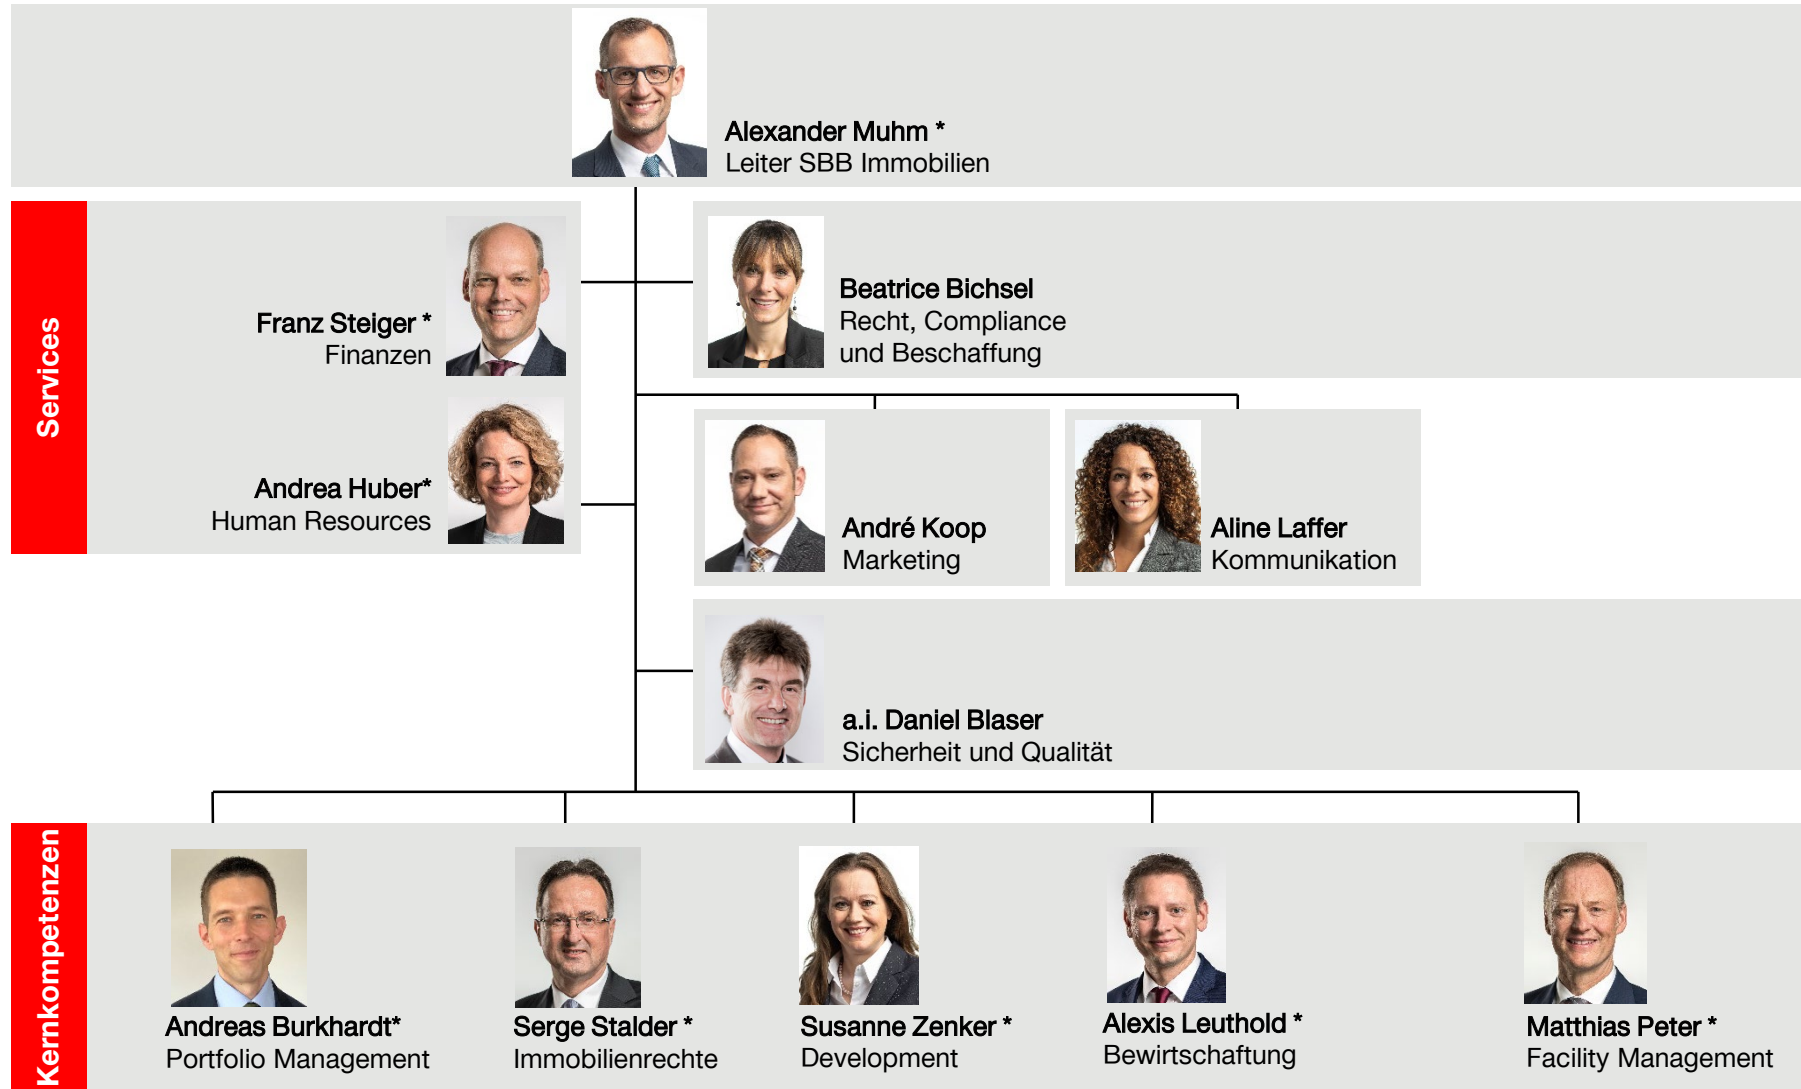 Alexander Muhm *
Leiter SBB Immobilien
Services
Franz Steiger *
Finanzen
Beatrice Bichsel
Recht, Compliance
und Beschaffung
Andrea Huber*
Human Resources
André Koop
Marketing
Aline Laffer
Kommunikation
a.i. Daniel Blaser
Sicherheit und Qualität
Kernkompetenzen
Andreas Burkhardt*
Portfolio Management
Serge Stalder *
Immobilienrechte
Susanne Zenker *
Development
Alexis Leuthold *
Bewirtschaftung
Matthias Peter *
Facility Management